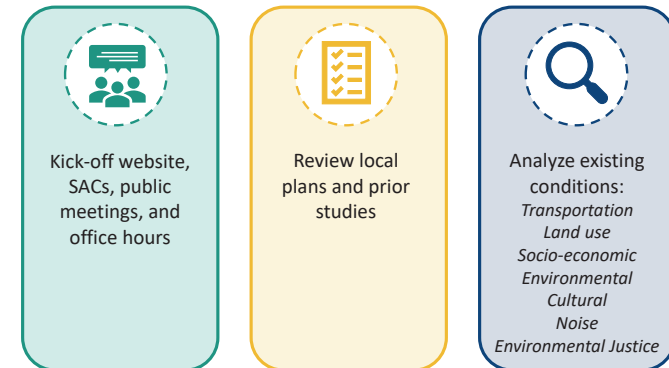 Kick-off website,
SACs, public
meetings, and
office hours
Review local
plans and prior
studies
Analyze existing
conditions:
Transportation
Land use
Socio-economic
Environmental
Cultural
Noise
Environmental Justice